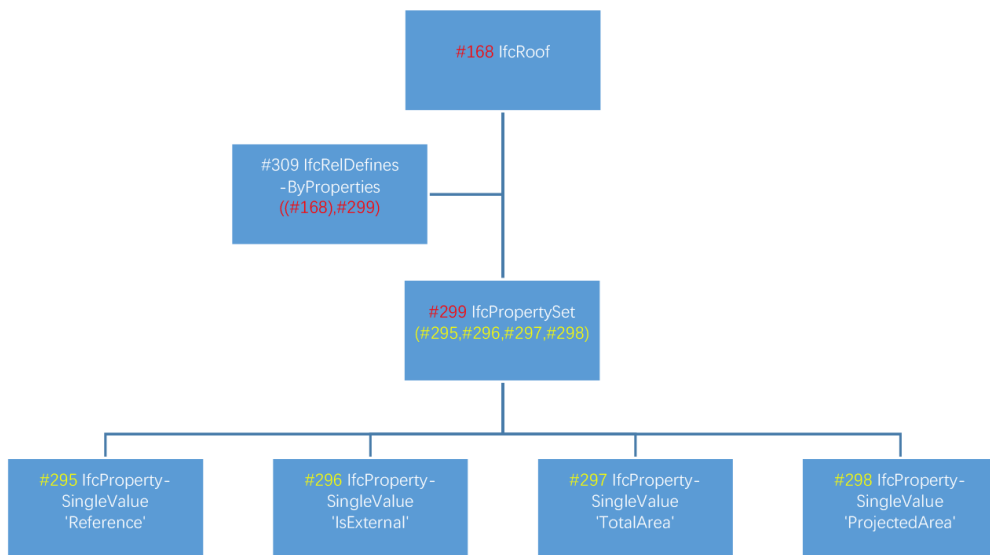 #168 IfcRoof
#309 IfcRelDefines
-ByProperties
((#168),#299)
#299 IfcPropertySet
(#295,#296,#297,#298)
#295 IfcProperty-
SingleValue
'Reference'
#296 IfcProperty-
SingleValue
'IsExternal'
#297 IfcProperty-
SingleValue
'TotalArea'
#298 IfcProperty-
SingleValue
'ProjectedArea'